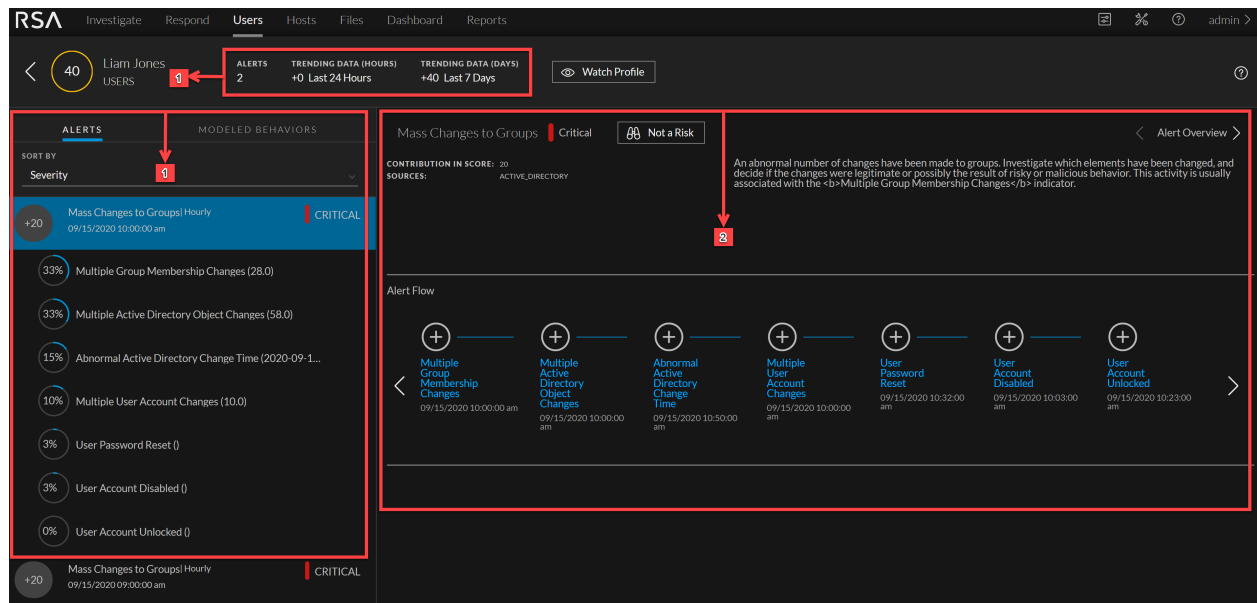 RSA Investigate Respond Users Hosts Files Dashboard Reports admin >
40
Liam Jones
USERS
1
ALERTS
2
TRENDING DATA (HOURS)
+0 Last 24 Hours
TRENDING DATA (DAYS)
+40 Last 7 Days
Watch Profile
ALERTS MODELED BEHAVIORS
SORT BY
Severity
1
+20
Mass Changes to Groups| Hourly
09/15/2020 10:00:00 am
CRITICAL
33% Multiple Group Membership Changes (28.0)
33% Multiple Active Directory Object Changes (58.0)
15% Abnormal Active Directory Change Time (2020-09-1...
10% Multiple User Account Changes (10.0)
3% User Password Reset ()
3% User Account Disabled ()
0% User Account Unlocked ()
+20
Mass Changes to Groups| Hourly
09/15/2020 09:00:00 am
CRITICAL
Mass Changes to Groups Critical Not a Risk Alert Overview
CONTRIBUTION IN SCORE: 20
SOURCES: ACTIVE_DIRECTORY
An abnormal number of changes have been made to groups. Investigate which elements have been changed, and
decide if the changes were legitimate or possibly the result of risky or malicious behavior. This activity is usually
associated with the <b>Multiple Group Membership Changes</b> indicator.
2
Alert Flow
Multiple
Group
Membership
Changes
09/15/2020 10:00:00 am
Multiple
Active
Directory
Object
Changes
09/15/2020 10:00:00
am
Abnormal
Active
Directory
Change
Time
09/15/2020 10:50:00
am
Multiple
User
Account
Changes
09/15/2020 10:00:00
am
User
Password
Reset
09/15/2020 10:32:00
am
User
Account
Disabled
09/15/2020 10:03:00
am
User
Account
Unlocked
09/15/2020 10:23:00
am